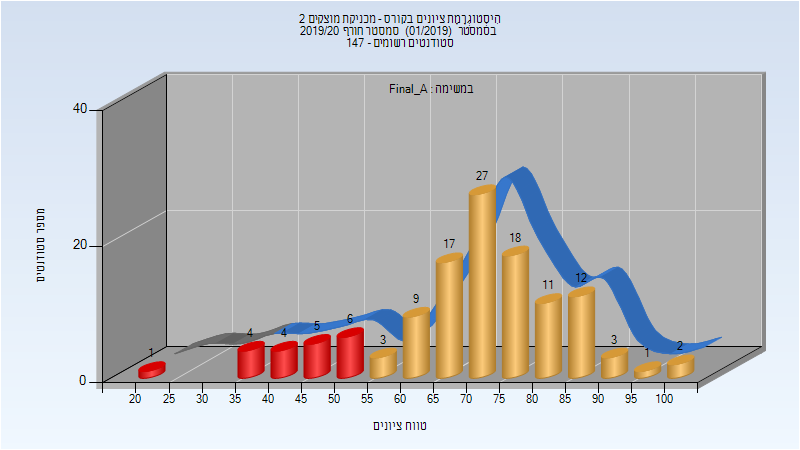 היסטוגרמת ציונים בקורס - מכניקת מוצקים 2
בסמסטר (01/2019) סמסטר חורף 2019/20
סטודנטים רשומים - 147
במשימה : Final_A
מספר סטודנטים
40
20
0
1
4
4
5
6
3
9
17
27
18
11
12
3
1
2
20 25 30 35 40 45 50 55 60 65 70 75 80 85 90 95 100
טווח ציונים